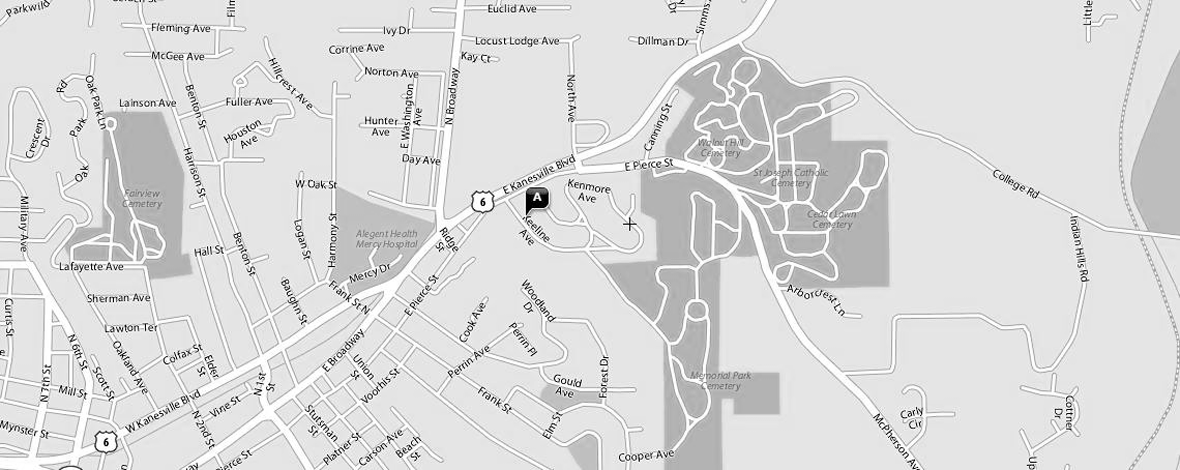 Parkwild
Fleming Ave
Film
Euclid Ave
Simms
Little
Ivy Dr
Locust Lodge Ave
Dillman Dr
Corrine Ave
McGee Ave
Kay Ct
Norton Ave
Hillcrest Ave
Oak Park Ln
Rd
Lainson Ave
Benton St
Fuller Ave
E Washington
Ave
N Broadway
North Ave
Crescent
Dr
Park
Houston
Ave
Hunter
Ave
Canning St
Walnut Hill
Cemetery
Day Ave
Oak
Harrison St
E Kanesville Blvd
E Pierce St
St Joseph Catholic
Cemetery
College Rd
W Oak St
Kenmore
Ave
A
6
Fairview
Cemetery
Military Ave
Keeline
Ave
Cedar Lawn
Cemetery
Indian Hills Rd
Alegent Health
Mercy Hospital
Ridge
St
Logan St
Harmony St
Hall St
Benton St
Lafayette Ave
Mercy Dr
Baughn St
Frank St N
E Pierce St
Sherman Ave
Woodland
Dr
Arborcrest Ln
Curtis St
Lawton Ter
Cook Ave
Perrin Pl
N 6th St
Oakland Ave
Colfax St
Elder
St
E Broadway
Union
St
Perrin Ave
Forest Dr
Scott St
Mill St
N 1st
St
Voorhis St
Gould
Ave
Memorial Park
Cemetery
W Kanesville Blvd
Vine St
Frank St
Stutsman
St
N 2nd St
Elm St
Carly
Cir
Cottner
Dr
McPherson Ave
Mynster St
6
Platner St
Carson Ave
Beach
St
Pierce St
Cooper Ave